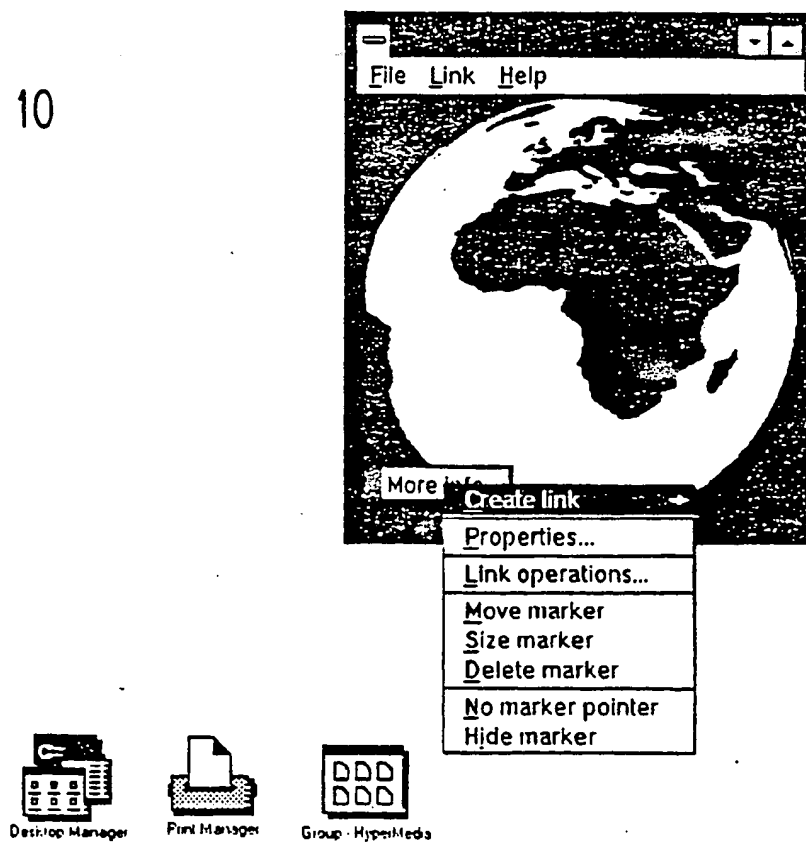 10
File Link Help
More info
Create link
Properties...
Link operations...
Move marker
Size marker
Delete marker
No marker pointer
Hide marker
Desktop Manager
Print Manager
Group - HyperMedia